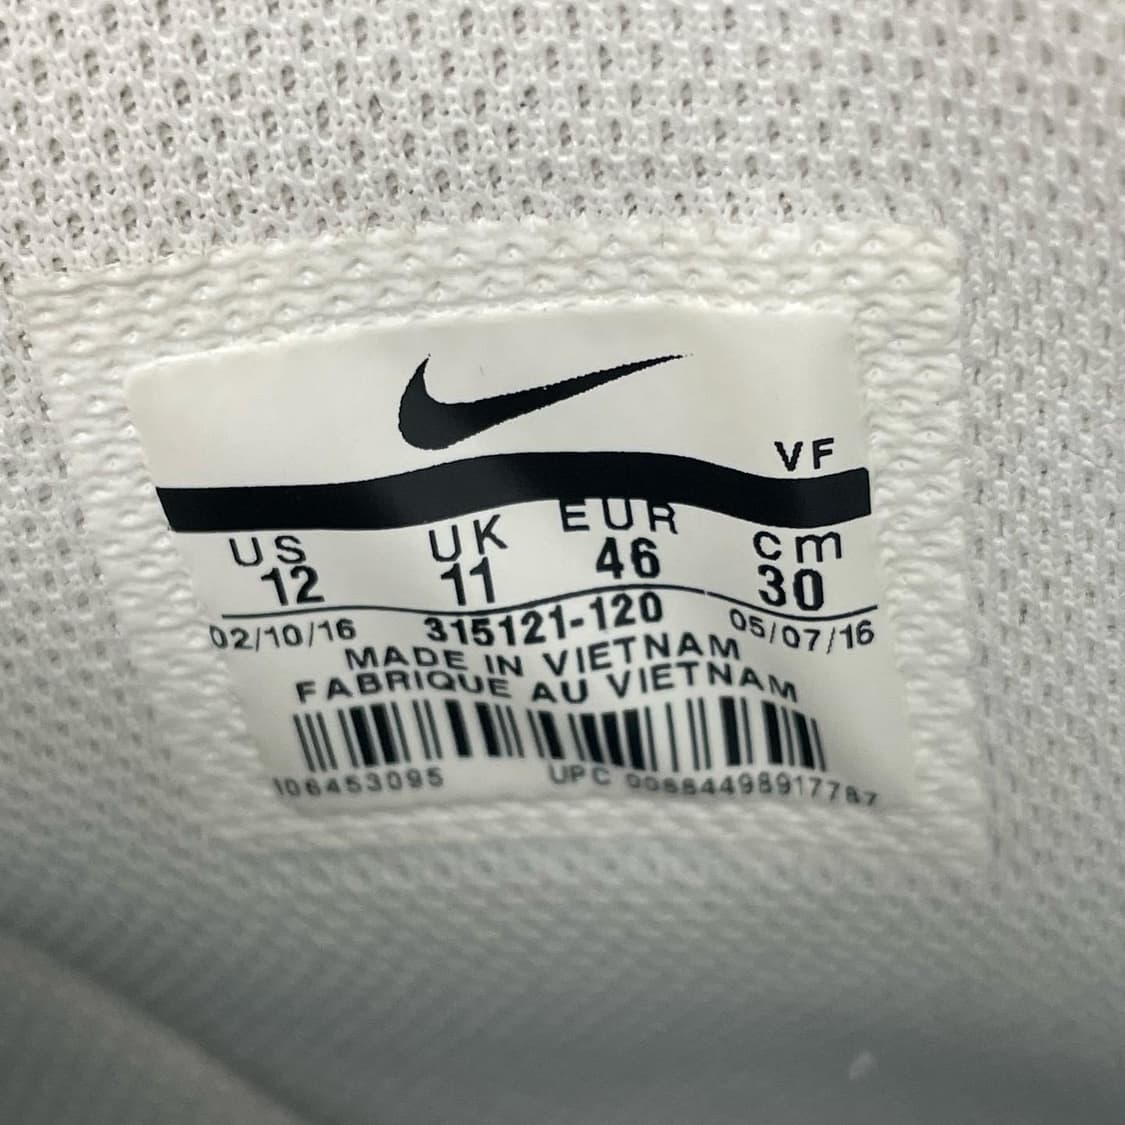 VF
US UK EUR cm
12 11 46 30
02/10/16 315121-120 05/07/16
MADE IN VIETNAM
FABRIQUE AU VIETNAM
106453095 UPC 00884498917787